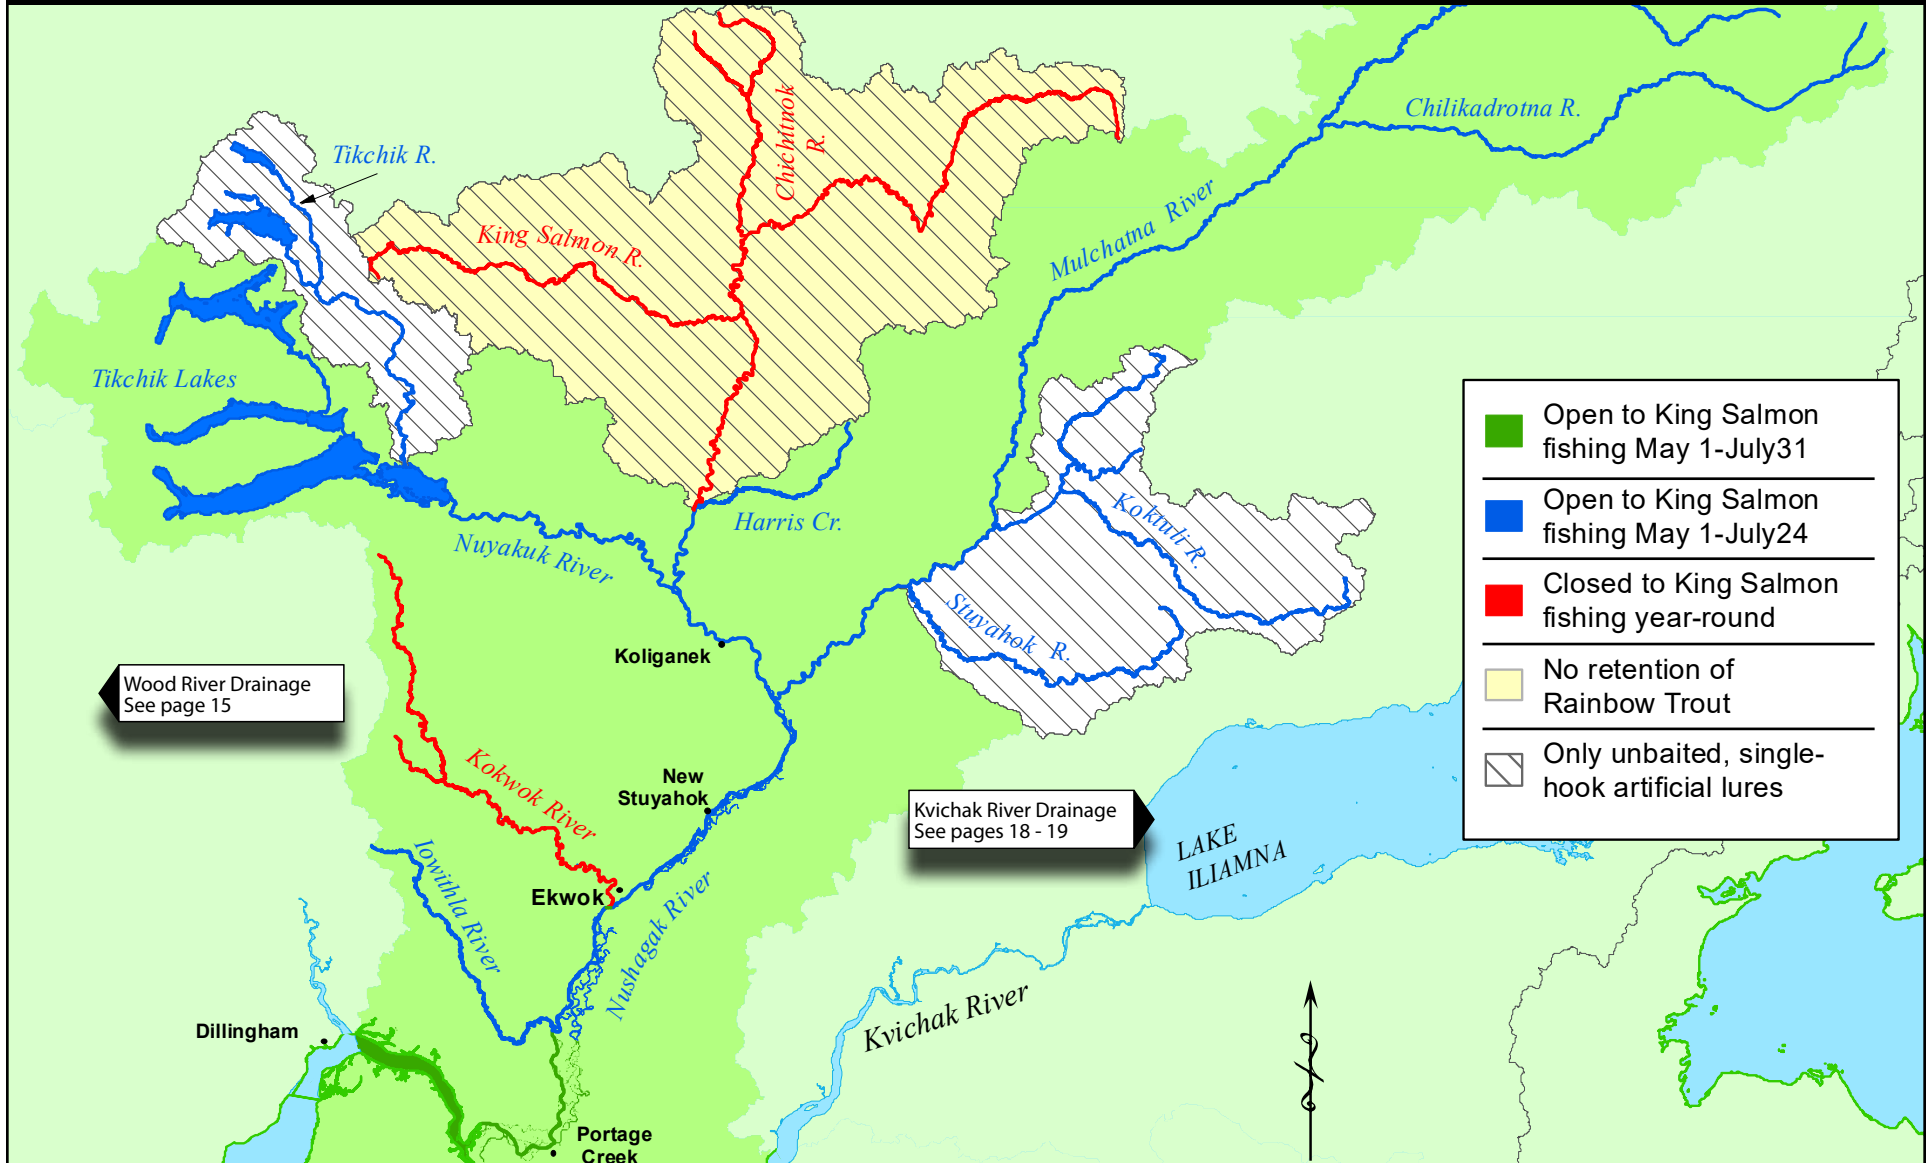 Chichitnok
R.
Tikchik R.
Chilikadrotna R.
King Salmon R.
Mulchatna River
Tikchik Lakes
Harris Cr.
Nuyakuk River
Koktuli R.
Stuyahok R.
Koliganek
Wood River Drainage
See page 15
Kokwok River
New
Stuyahok
Kvichak River Drainage
See pages 18 - 19
LAKE
ILIAMNA
Iowithla River
Ekwok
Nushagak River
Kvichak River
Dillingham
Portage
Creek
Open to King Salmon
fishing May 1-July31
Open to King Salmon
fishing May 1-July24
Closed to King Salmon
fishing year-round
No retention of
Rainbow Trout
Only unbaited, single-
hook artificial lures